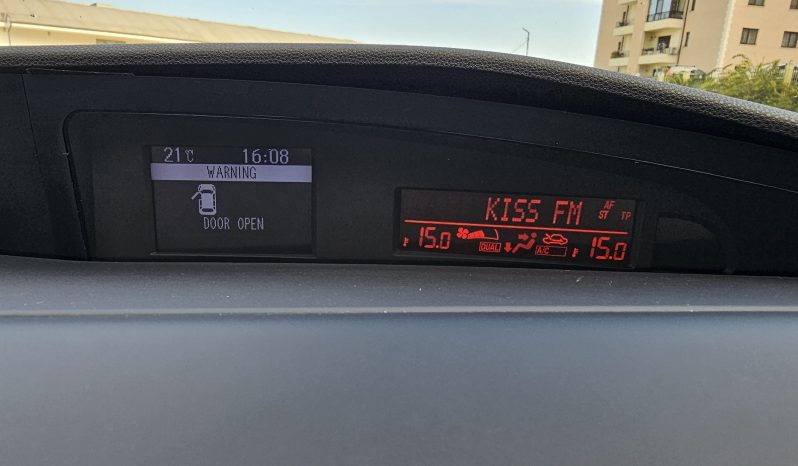 21°C 16:08
WARNING
DOOR OPEN
KISS FM
AF
ST TP
15.0 DUAL A/C 15.0